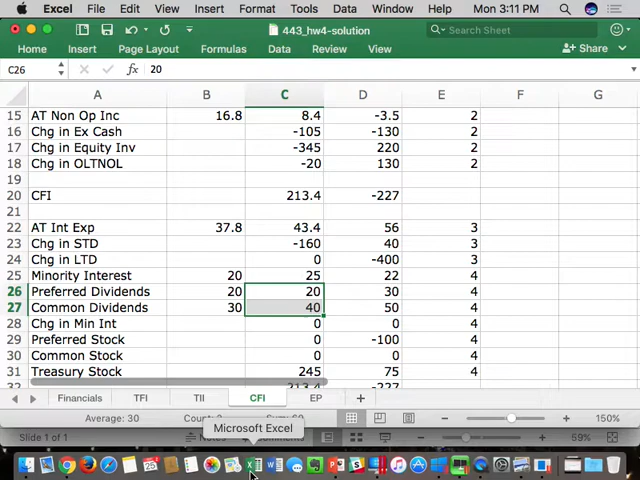 Excel File Edit View Insert Format Tools Data Window Help Mon 3:11 PM
443_hw4-solution
Search Sheet
Home Insert Page Layout Formulas Data Review View Share
C26 fx 20
A B C D E F G
15 AT Non Op Inc 16.8 8.4 -3.5 2
16 Chg in Ex Cash -105 -130 2
17 Chg in Equity Inv -345 220 2
18 Chg in OLTNOL -20 130 2
19
20 CFI 213.4 -227
21
22 AT Int Exp 37.8 43.4 56 3
23 Chg in STD -160 40 3
24 Chg in LTD 0 -400 3
25 Minority Interest 20 25 22 4
26 Preferred Dividends 20 20 30 4
27 Common Dividends 30 40 50 4
28 Chg in Min Int 0 0 4
29 Preferred Stock 0 -100 4
30 Common Stock 0 0 4
31 Treasury Stock 245 75 4
32 213.4 -227
Financials TFI TII CFI EP
Average: 30 150%
Microsoft Excel
Slide 1 of 1 59%